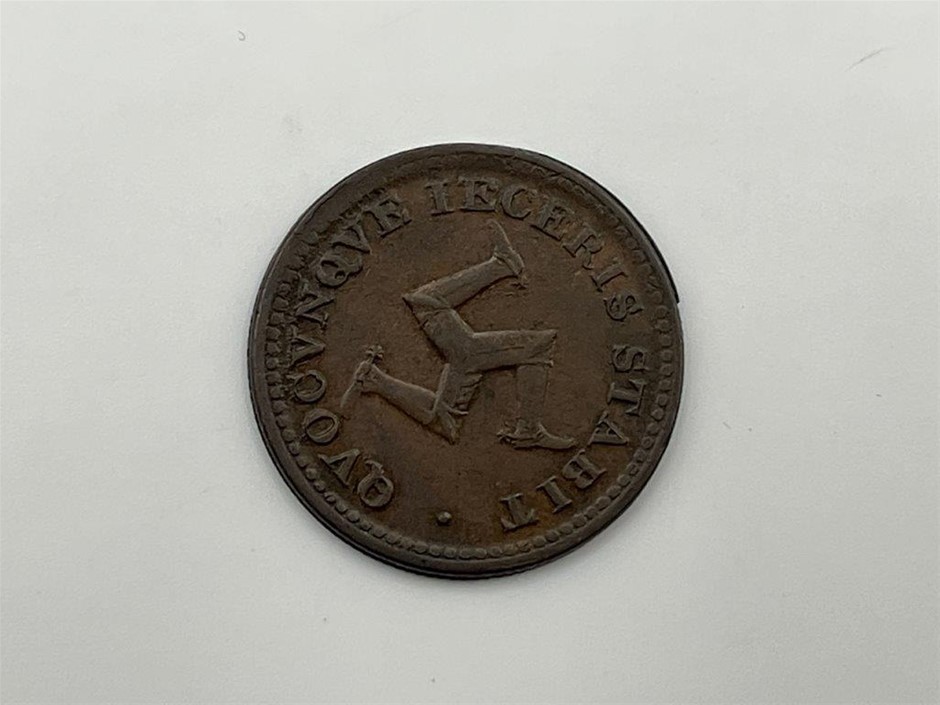 QVOCVNQVE IECERIS STABIT